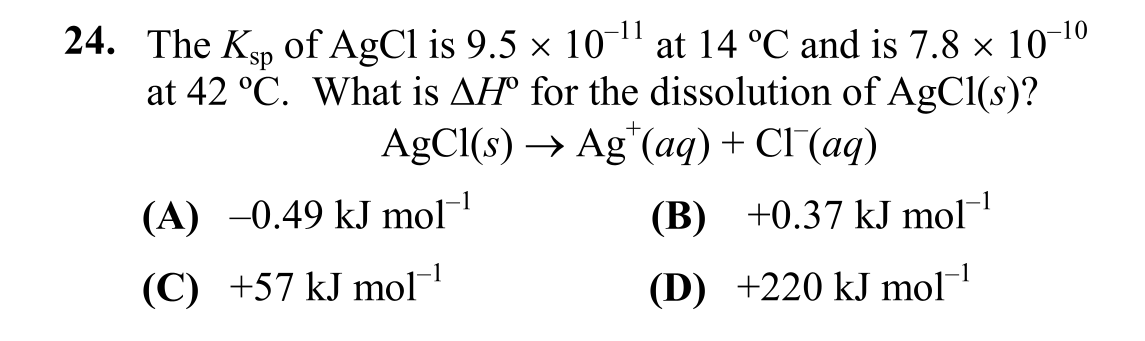 24. The Ksp of AgCl is 9.5 × 10⁻¹¹ at 14 ºC and is 7.8 × 10⁻¹⁰
at 42 ºC. What is ΔHº for the dissolution of AgCl(s)?
AgCl(s) → Ag⁺(aq) + Cl⁻(aq)
(A) –0.49 kJ mol⁻¹ (B) +0.37 kJ mol⁻¹
(C) +57 kJ mol⁻¹ (D) +220 kJ mol⁻¹